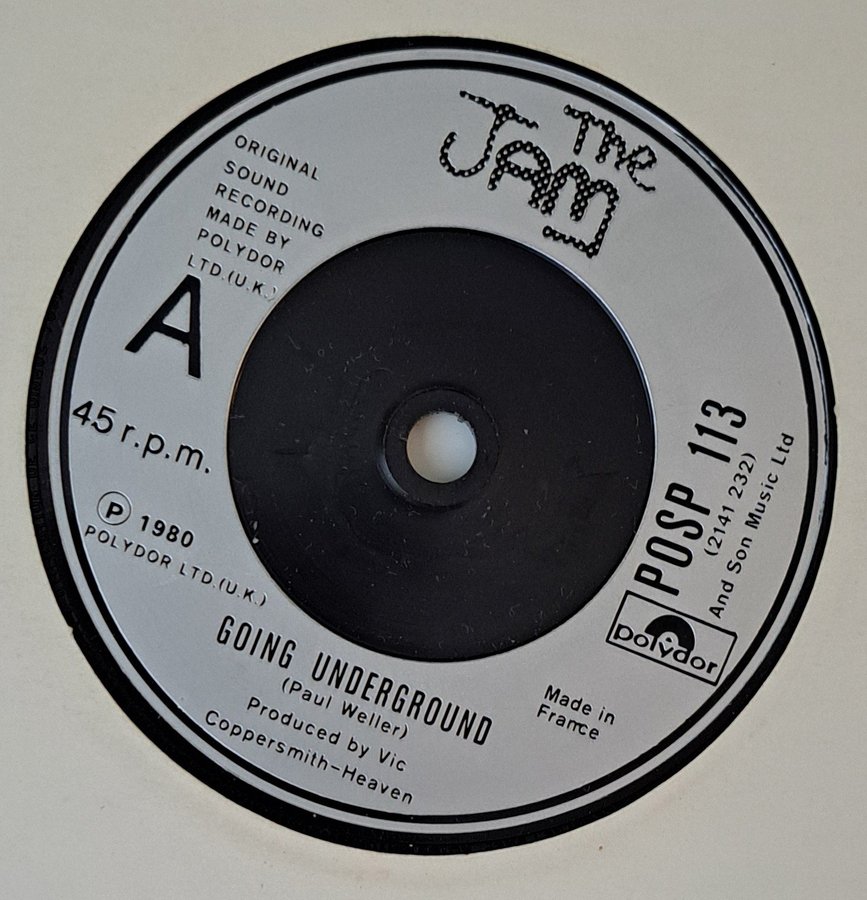 The
JAM
ORIGINAL
SOUND
RECORDING
MADE BY
POLYDOR
LTD.(U.K.)
A
45 r.p.m.
℗ 1980
POLYDOR LTD.(U.K.)
POSP 113
(2141 232)
And Son Music Ltd
polydor
Made in
France
GOING UNDERGROUND
(Paul Weller)
Produced by Vic
Coppersmith-Heaven